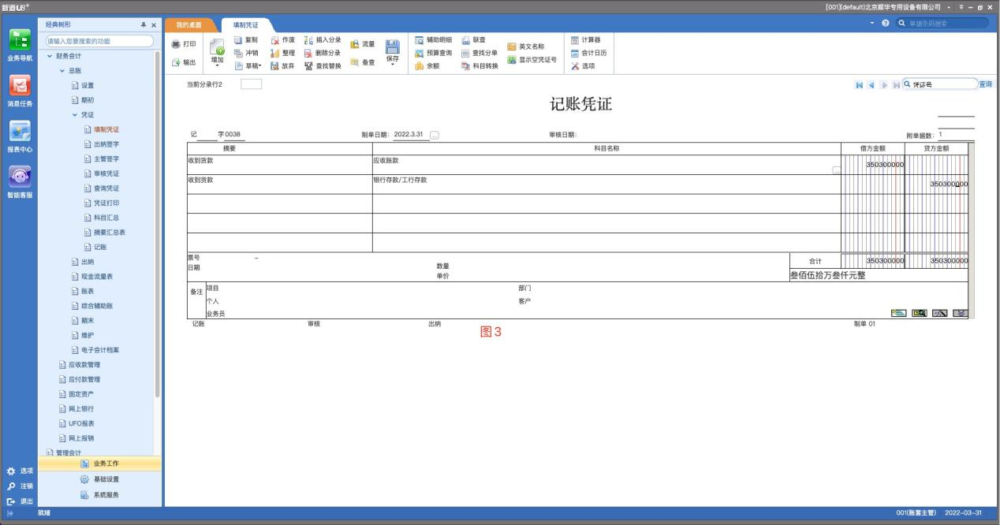 新道U8+
[001](default)北京顺华专用设备有限公司
业务导航
消息任务
报表中心
智能客服
选项
注销
退出
经典树形
请输入您要搜索的功能
财务会计
总账
设置
期初
凭证
填制凭证
出纳签字
主管签字
审核凭证
查询凭证
凭证打印
科目汇总
摘要汇总表
记账
出纳
现金流量表
账表
综合辅助账
期末
维护
电子会计档案
应收款管理
应付款管理
固定资产
网上银行
UFO报表
网上报销
管理会计
业务工作
基础设置
系统服务
我的桌面 填制凭证
单据条码搜索
打印
输出
增加
复制
冲销
草稿
作废
整理
放弃
插入分录
删除分录
查找替换
流量
备查
保存
辅助明细
预算查询
余额
联查
查找分单
科目转换
英文名称
显示空凭证号
计算器
会计日历
选项
当前分录行2
凭证号 查询
记账凭证
记 字0038 制单日期: 2022.3.31 ... 审核日期: 附单据数: 1
摘要 科目名称 借方金额 贷方金额
收到货款 应收账款 ... 350300000
收到货款 银行存款/工行存款 350300000
票号 –
日期 数量
单价
合计 350300000 350300000
叁佰伍拾万叁仟元整
备注 项目 部门
个人 客户
业务员
记账 审核 出纳 制单 01
图3
就绪 001(账套主管) 2022-03-31